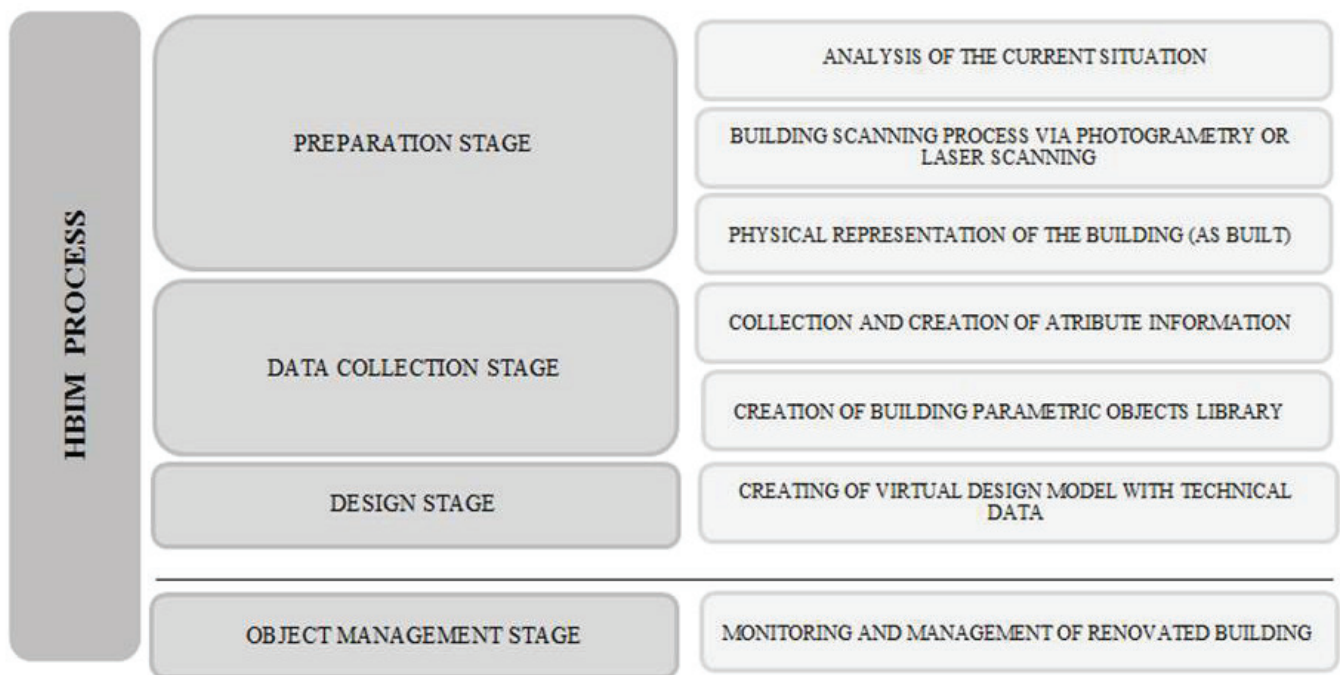 HBIM PROCESS
PREPARATION STAGE
ANALYSIS OF THE CURRENT SITUATION
BUILDING SCANNING PROCESS VIA PHOTOGRAMETRY OR
LASER SCANNING
PHYSICAL REPRESENTATION OF THE BUILDING (AS BUILT)
DATA COLLECTION STAGE
COLLECTION AND CREATION OF ATRIBUTE INFORMATION
CREATION OF BUILDING PARAMETRIC OBJECTS LIBRARY
DESIGN STAGE
CREATING OF VIRTUAL DESIGN MODEL WITH TECHNICAL
DATA
OBJECT MANAGEMENT STAGE
MONITORING AND MANAGEMENT OF RENOVATED BUILDING